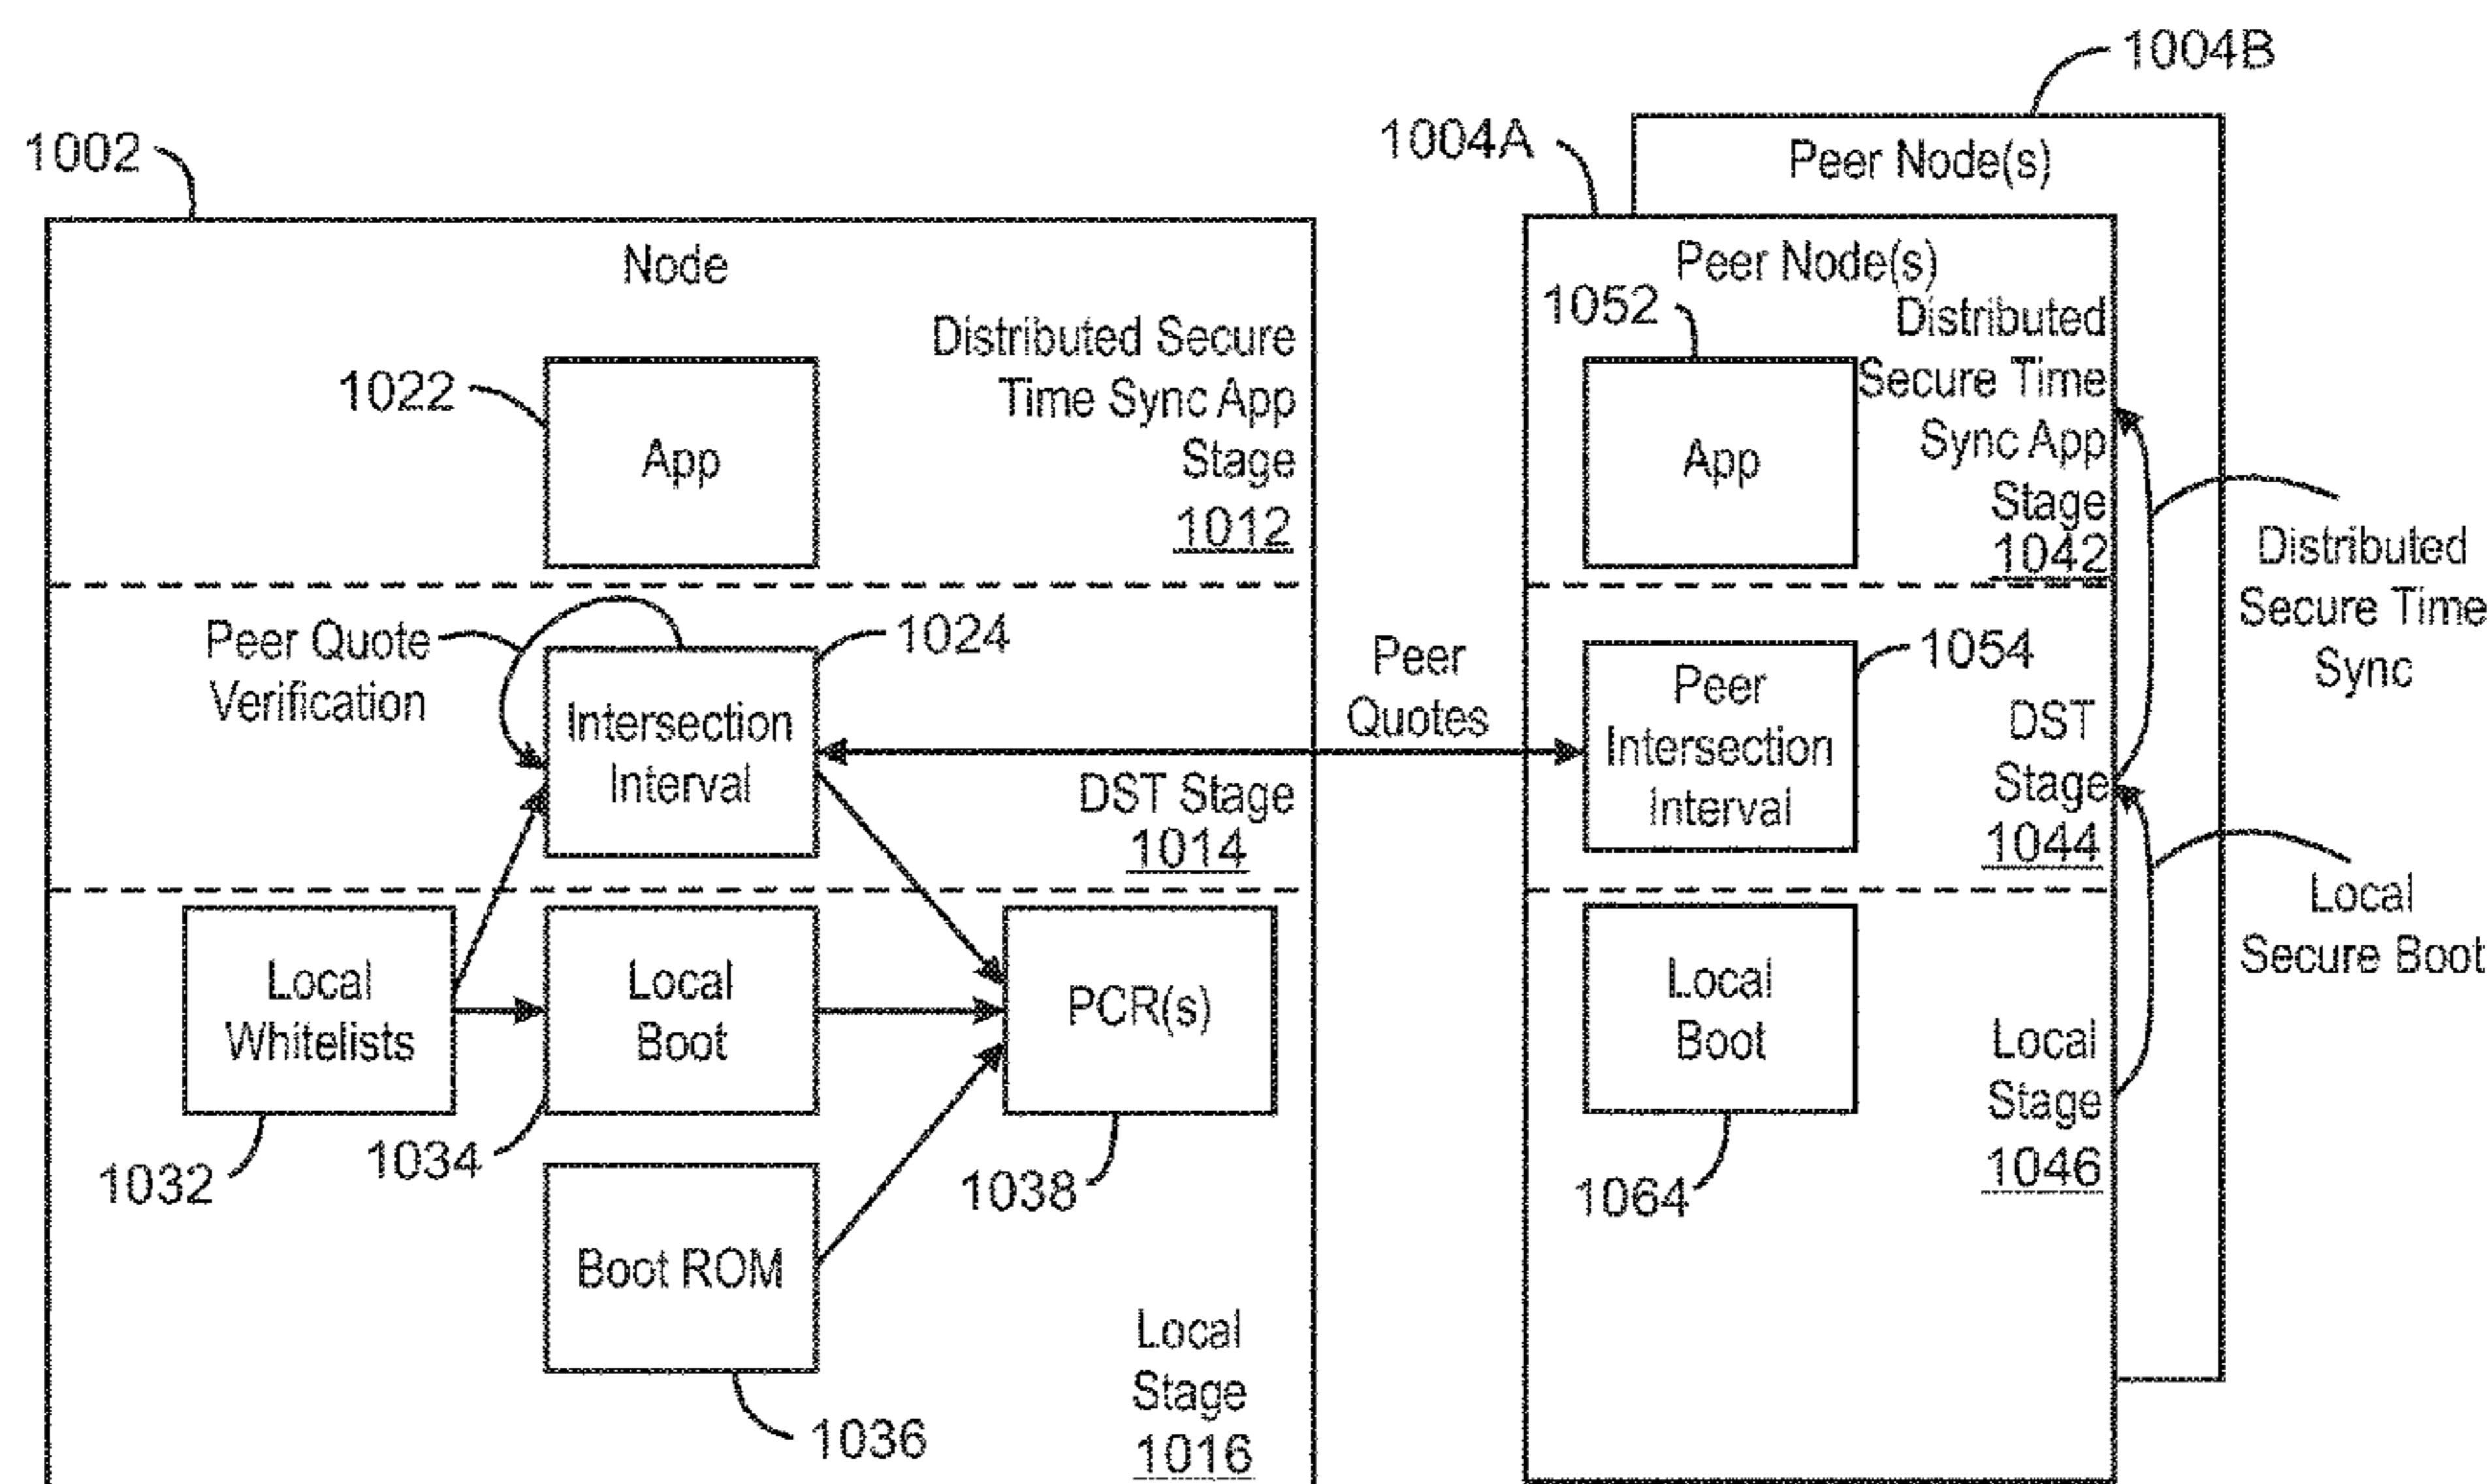 1004B
1002
1004A
Peer Node(s)
Node
Peer Node(s)
1052
Distributed
Secure Time
Sync App
Stage
1042
Distributed Secure
Time Sync App
Stage
1012
1022
App
App
Distributed
Secure Time
Sync
Peer Quote
Verification
1024
Intersection
Interval
DST Stage
1014
Peer
Quotes
1054
Peer
Intersection
Interval
DST
Stage
1044
Local
Secure Boot
Local
Whitelists
Local
Boot
PCR(s)
Local
Boot
Local
Stage
1046
1032
1034
1038
1064
Boot ROM
1036
Local
Stage
1016